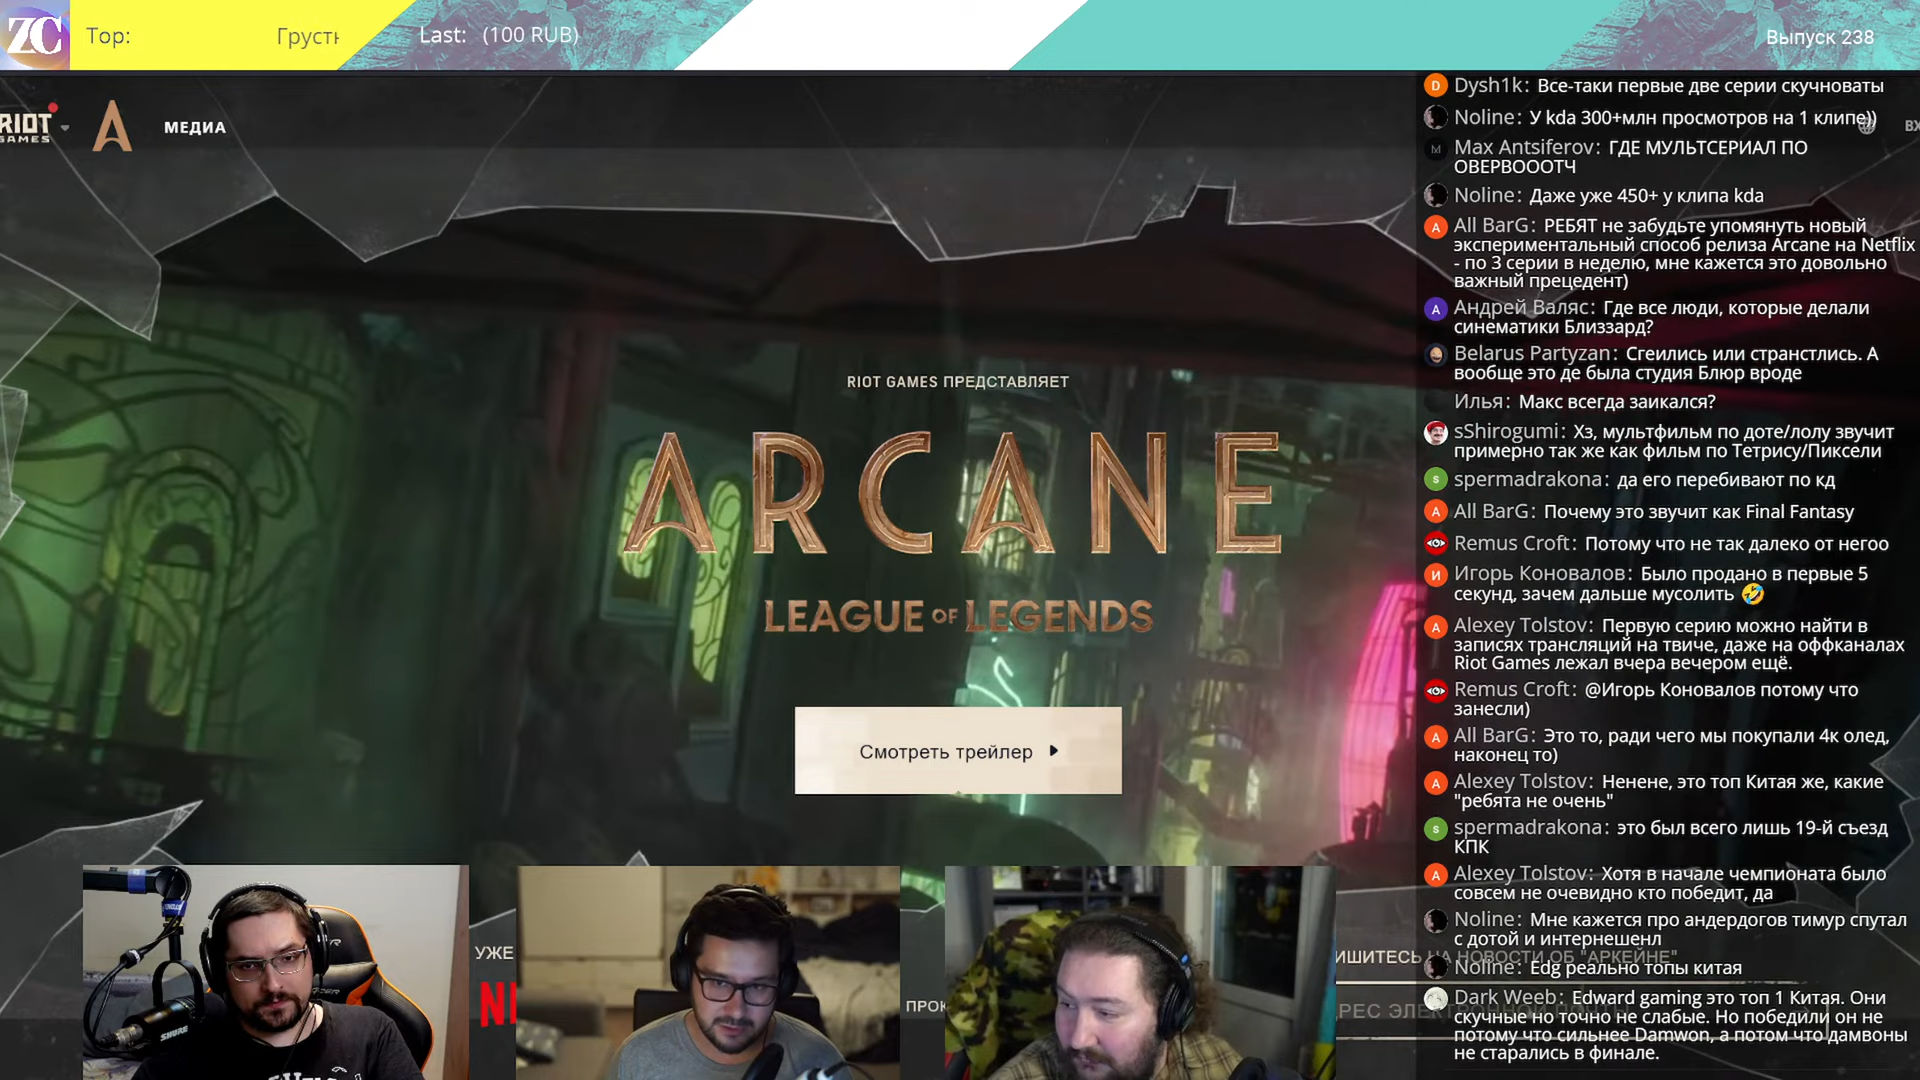 ZC
Top:
Грусть
Last: (100 RUB)
Выпуск 238
RIOT
GAMES
МЕДИА
RIOT GAMES ПРЕДСТАВЛЯЕТ
ARCANE
LEAGUE OF LEGENDS
Смотреть трейлер
УЖЕ
SHURE
Dysh1k: Все-таки первые две серии скучноваты
Noline: У kda 300+млн просмотров на 1 клипе))
Max Antsiferov: ГДЕ МУЛЬТСЕРИАЛ ПО
ОВЕРВОООТЧ
Noline: Даже уже 450+ у клипа kda
All BarG: РЕБЯТ не забудьте упомянуть новый
экспериментальный способ релиза Arcane на Netflix
- по 3 серии в неделю, мне кажется это довольно
важный прецедент)
Андрей Валяс: Где все люди, которые делали
синематики Близзард?
Belarus Partyzan: Сгеились или странстлись. А
вообще это де была студия Блюр вроде
Илья: Макс всегда заикался?
sShirogumi: Хз, мультфильм по доте/лолу звучит
примерно так же как фильм по Тетрису/Пиксели
spermadrakona: да его перебивают по кд
All BarG: Почему это звучит как Final Fantasy
Remus Croft: Потому что не так далеко от негоо
Игорь Коновалов: Было продано в первые 5
секунд, зачем дальше мусолить 🤣
Alexey Tolstov: Первую серию можно найти в
записях трансляций на твиче, даже на оффканалах
Riot Games лежал вчера вечером ещё.
Remus Croft: @Игорь Коновалов потому что
занесли)
All BarG: Это то, ради чего мы покупали 4к олед,
наконец то)
Alexey Tolstov: Ненене, это топ Китая же, какие
"ребята не очень"
spermadrakona: это был всего лишь 19-й съезд
КПК
Alexey Tolstov: Хотя в начале чемпионата было
совсем не очевидно кто победит, да
Noline: Мне кажется про андердогов тимур спутал
с дотой и интернешенл
ИШИТЕСЬ НА НОВОСТИ ОБ "АРКЕЙНЕ"
Noline: Edg реально топы китая
Dark Weeb: Edward gaming это топ 1 Китая. Они
скучные но точно не слабые. Но победили он не
потому что сильнее Damwon, а потом что дамвоны
не старались в финале.